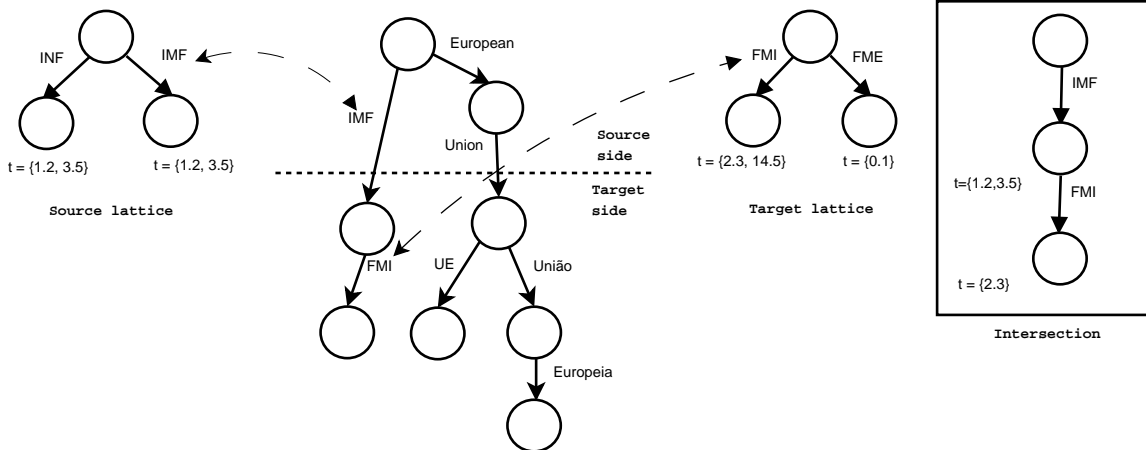 INF
IMF
t = {1.2, 3.5}
t = {1.2, 3.5}
Source lattice
European
IMF
Union
Source
side
Target
side
FMI
UE
União
Europeia
FMI
FME
t = {2.3, 14.5}
t = {0.1}
Target lattice
IMF
t={1.2,3.5}
FMI
t = {2.3}
Intersection